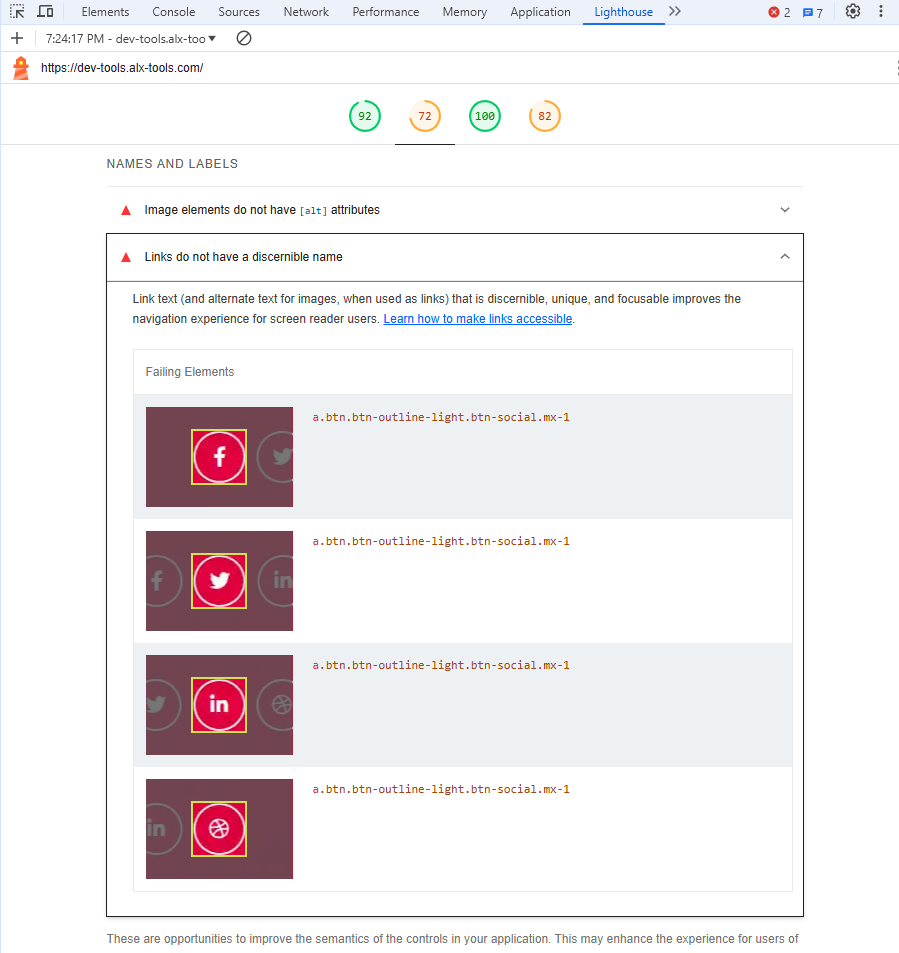 Elements Console Sources Network Performance Memory Application Lighthouse 2 7
7:24:17 PM - dev-tools.alx-too
https://dev-tools.alx-tools.com/
92 72 100 82
NAMES AND LABELS
Image elements do not have [alt] attributes
Links do not have a discernible name
Link text (and alternate text for images, when used as links) that is discernible, unique, and focusable improves the
navigation experience for screen reader users. Learn how to make links accessible.
Failing Elements
a.btn.btn-outline-light.btn-social.mx-1
a.btn.btn-outline-light.btn-social.mx-1
a.btn.btn-outline-light.btn-social.mx-1
a.btn.btn-outline-light.btn-social.mx-1
These are opportunities to improve the semantics of the controls in your application. This may enhance the experience for users of